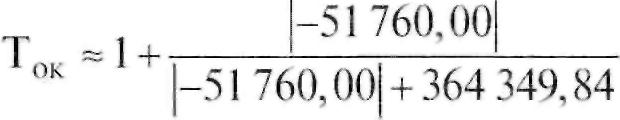 T_ок ≈ 1 + |−51 760,00| / (|−51 760,00| + 364 349,84)